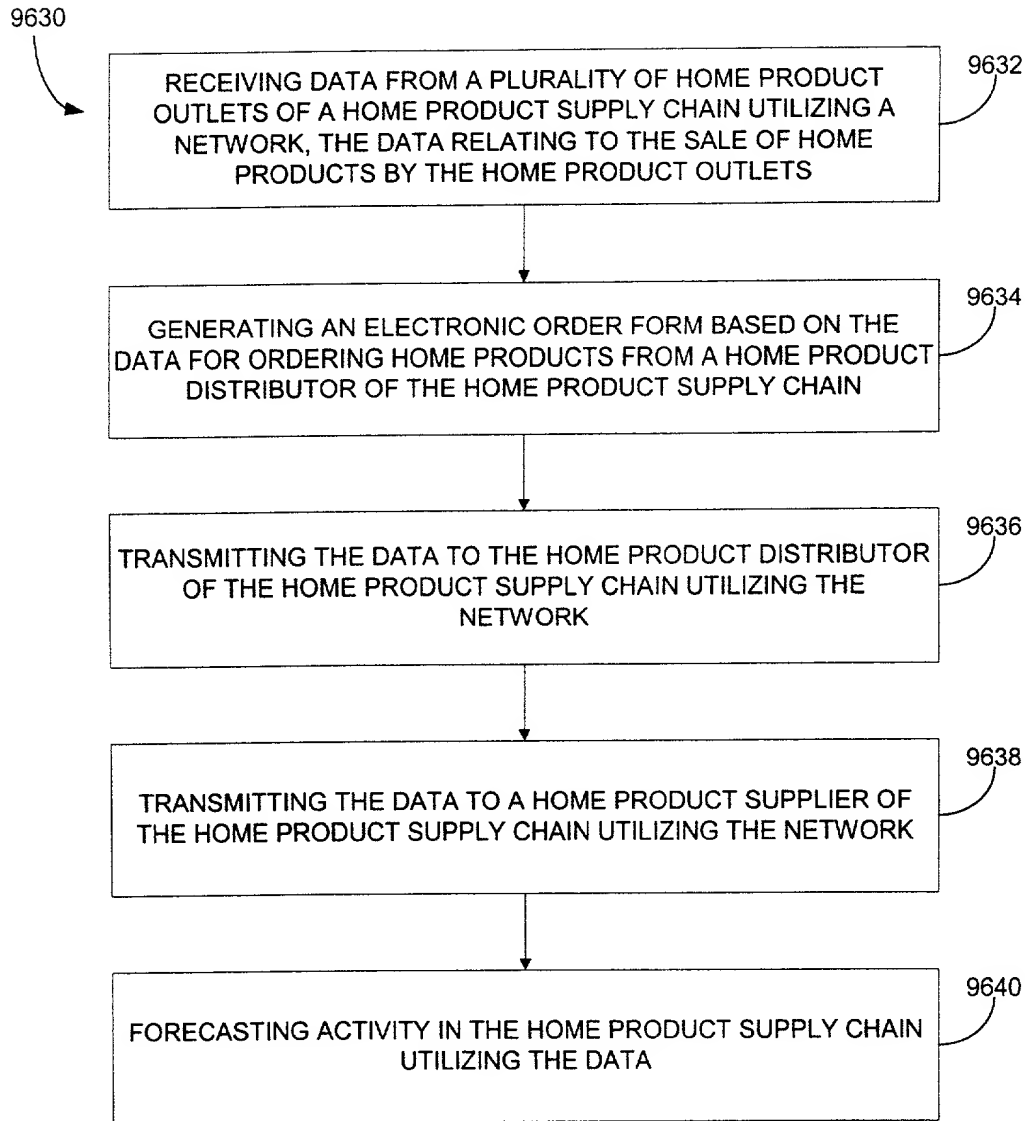 9630
RECEIVING DATA FROM A PLURALITY OF HOME PRODUCT
OUTLETS OF A HOME PRODUCT SUPPLY CHAIN UTILIZING A
NETWORK, THE DATA RELATING TO THE SALE OF HOME
PRODUCTS BY THE HOME PRODUCT OUTLETS
9632
GENERATING AN ELECTRONIC ORDER FORM BASED ON THE
DATA FOR ORDERING HOME PRODUCTS FROM A HOME PRODUCT
DISTRIBUTOR OF THE HOME PRODUCT SUPPLY CHAIN
9634
TRANSMITTING THE DATA TO THE HOME PRODUCT DISTRIBUTOR
OF THE HOME PRODUCT SUPPLY CHAIN UTILIZING THE
NETWORK
9636
TRANSMITTING THE DATA TO A HOME PRODUCT SUPPLIER OF
THE HOME PRODUCT SUPPLY CHAIN UTILIZING THE NETWORK
9638
FORECASTING ACTIVITY IN THE HOME PRODUCT SUPPLY CHAIN
UTILIZING THE DATA
9640